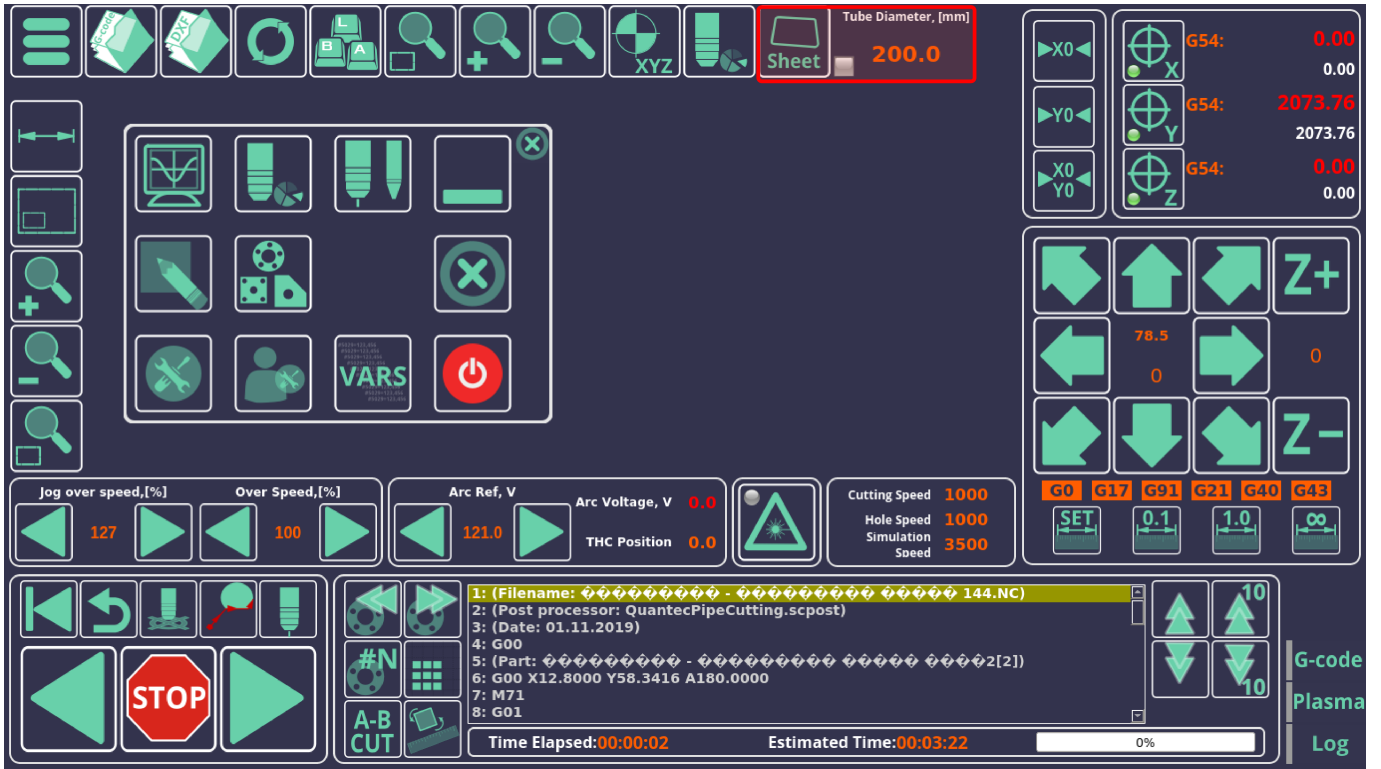 G-code
DXF
L
B A
XYZ
Sheet
Tube Diameter, [mm]
200.0
X0
Y0
X0
Y0
X
G54: 0.00
0.00
Y
G54: 2073.76
2073.76
Z
G54: 0.00
0.00
VARS
Z+
78.5
0
0
Z-
G0 G17 G91 G21 G40 G43
SET 0.1 1.0 ∞
Jog over speed,[%]
127
Over Speed,[%]
100
Arc Ref, V
121.0
Arc Voltage, V 0.0
THC Position 0.0
Cutting Speed 1000
Hole Speed 1000
Simulation
Speed 3500
STOP
#N
A-B
CUT
1: (Filename: ��������� - ��������� ����� 144.NC)
2: (Post processor: QuantecPipeCutting.scpost)
3: (Date: 01.11.2019)
4: G00
5: (Part: ��������� - ��������� ����� ����2[2])
6: G00 X12.8000 Y58.3416 A180.0000
7: M71
8: G01
10
10
G-code
Plasma
Log
Time Elapsed:00:00:02 Estimated Time:00:03:22 0%